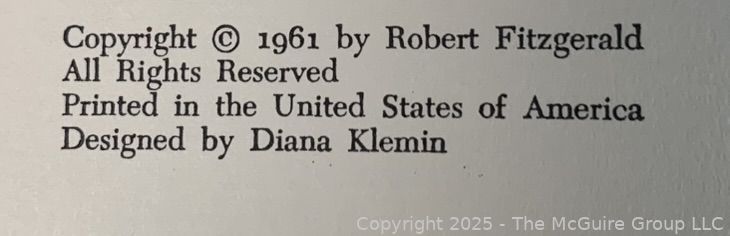 Copyright © 1961 by Robert Fitzgerald
All Rights Reserved
Printed in the United States of America
Designed by Diana Klemin
Copyright 2025 - The McGuire Group LLC